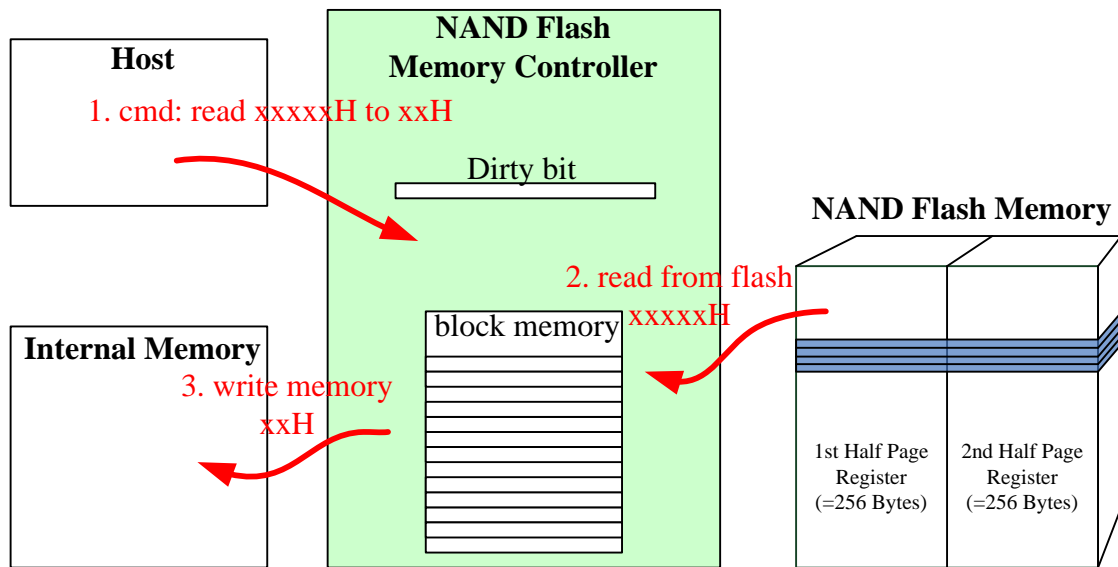 Host
1. cmd: read xxxxxH to xxH
NAND Flash
Memory Controller
Dirty bit
NAND Flash Memory
2. read from flash
xxxxxH
block memory
Internal Memory
3. write memory
xxH
1st Half Page
Register
(=256 Bytes)
2nd Half Page
Register
(=256 Bytes)